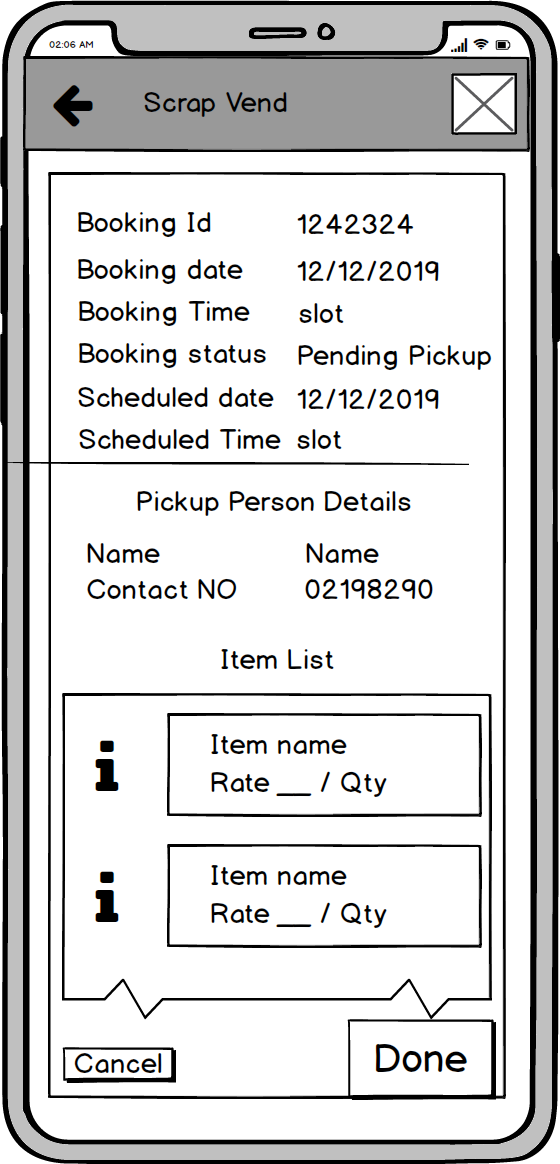 02:06 AM
Scrap Vend
Booking Id 1242324
Booking date 12/12/2019
Booking Time slot
Booking status Pending Pickup
Scheduled date 12/12/2019
Scheduled Time slot
Pickup Person Details
Name Name
Contact NO 02198290
Item List
i
Item name
Rate __ / Qty
i
Item name
Rate __ / Qty
Cancel
Done